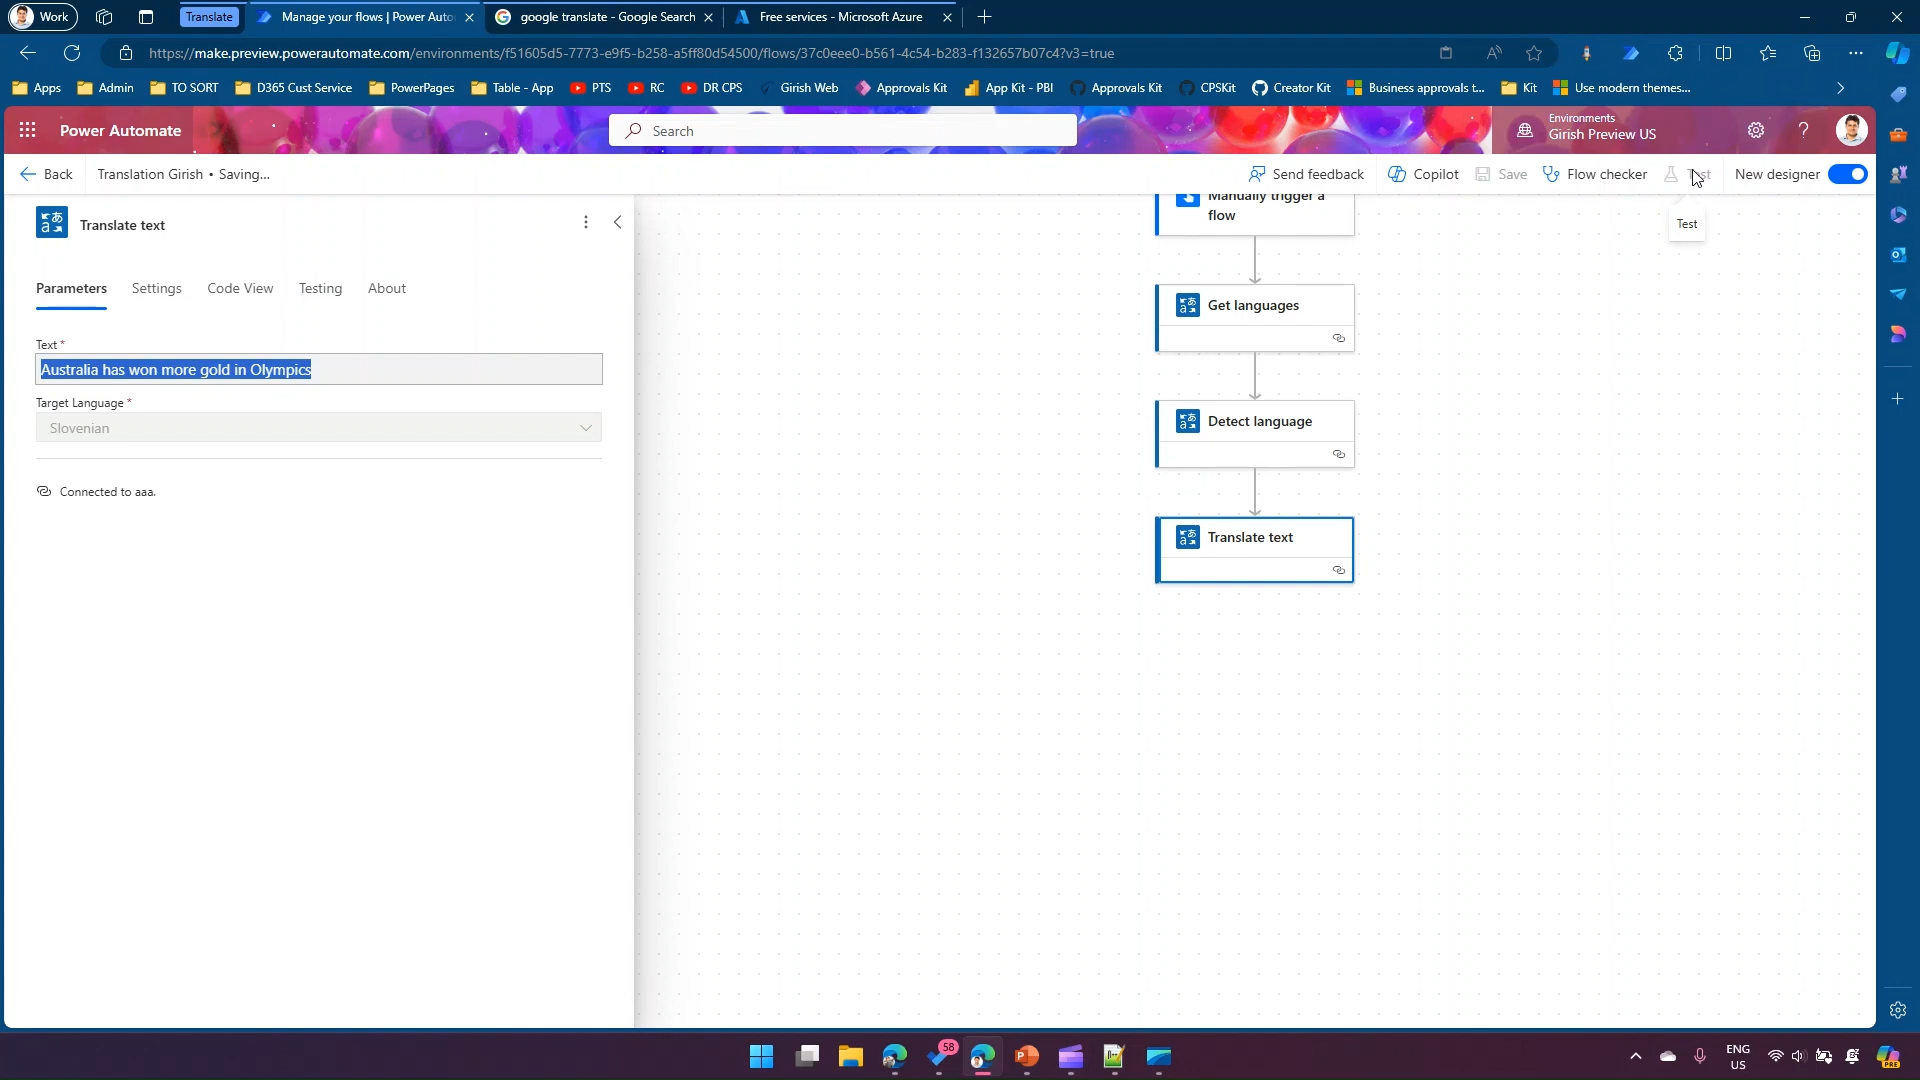 Work
Translate
Manage your flows | Power Auto
google translate - Google Search
Free services - Microsoft Azure
https://make.preview.powerautomate.com/environments/f51605d5-7773-e9f5-b258-a5ff80d54500/flows/37c0eee0-b561-4c54-b283-f132657b07c4?v3=true
Apps
Admin
TO SORT
D365 Cust Service
PowerPages
Table - App
PTS
RC
DR CPS
Girish Web
Approvals Kit
App Kit - PBI
Approvals Kit
CPSKit
Creator Kit
Business approvals t...
Kit
Use modern themes...
Power Automate
Search
Environments
Girish Preview US
Back
Translation Girish • Saving...
Send feedback
Copilot
Save
Flow checker
Test
New designer
Test
Translate text
Parameters
Settings
Code View
Testing
About
Text *
Australia has won more gold in Olympics
Target Language *
Slovenian
Connected to aaa.
Manually trigger a
flow
Get languages
Detect language
Translate text
58
ENG
US
PRE